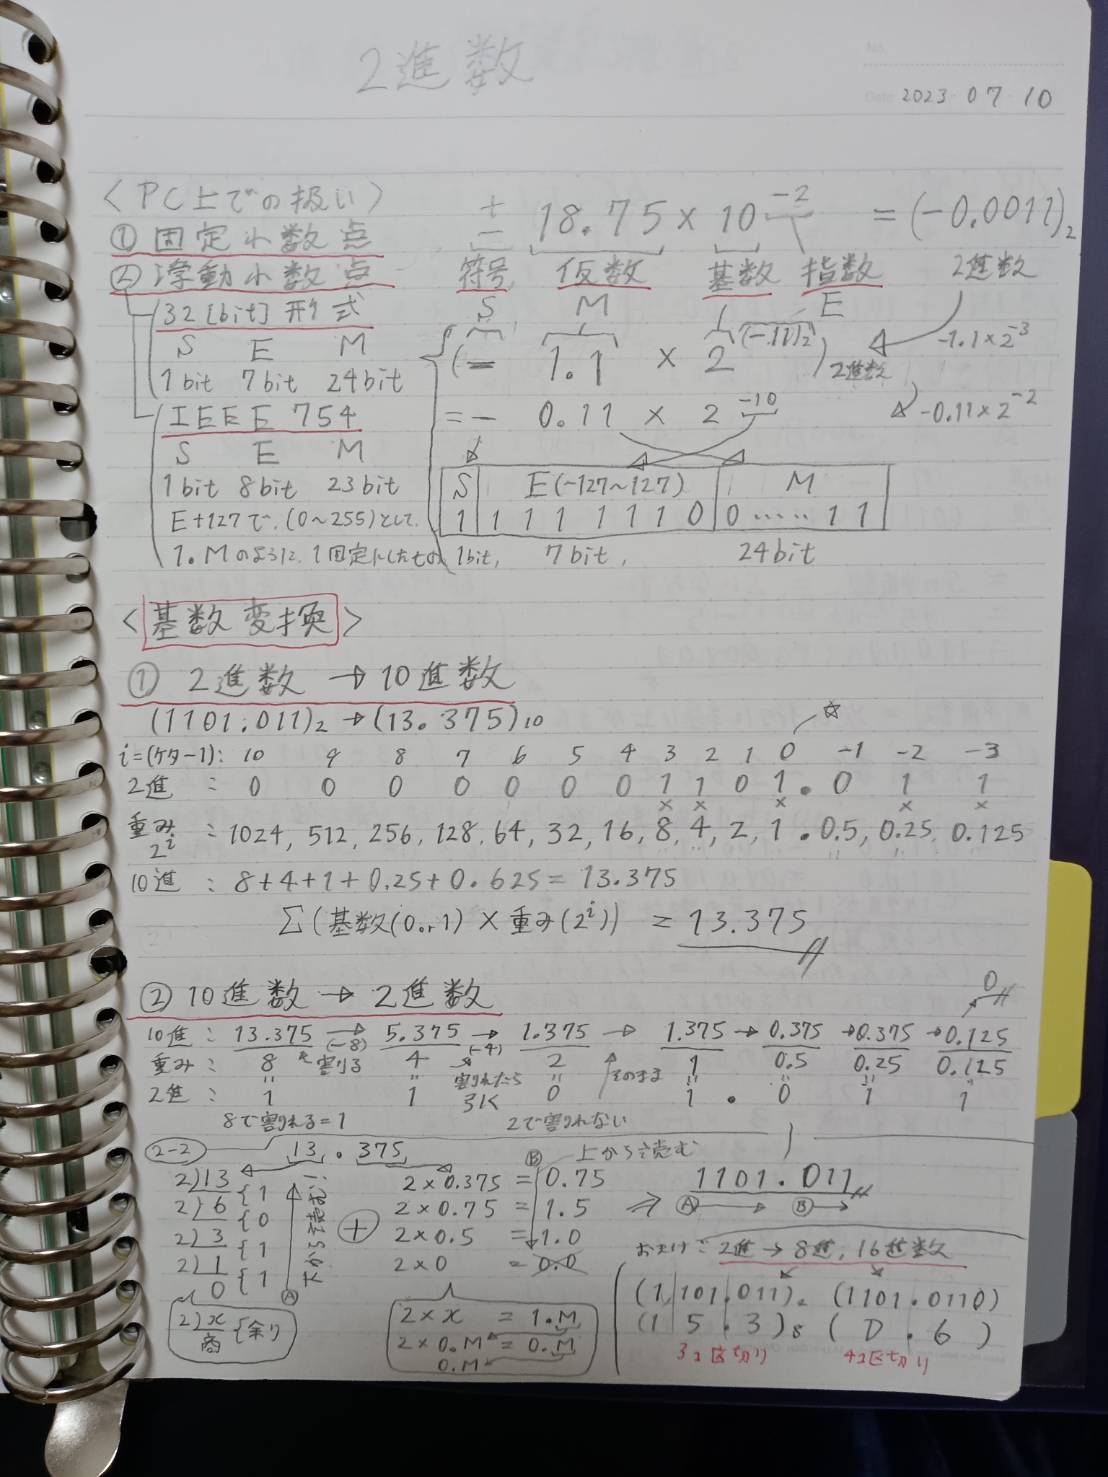 2進数
Date 2023・07・10
〈PC上での扱い〉
① 固定小数点
② 浮動小数点
32[bit] 形式
S E M
1bit 7bit 24bit
IEEE 754
S E M
1bit 8bit 23bit
E+127で,(0~255)として,
1.Mのように,1固定にしたもの
± 18.75 × 10^-2 = (-0.0011)₂
符号 仮数 基数 指数 2進数
S M E
(- 1.1 × 2^(-11)₂) 2進数 -1.1×2^-3
= - 0.11 × 2^-10 -0.11×2^-2
S E(-127~127) M
1 1 1 1 1 1 1 0 0 ····· 1 1
1bit, 7bit, 24bit
〈基数変換〉
① 2進数 → 10進数
(1101.011)₂ → (13.375)₁₀
☆
i=(ケタ-1): 10 9 8 7 6 5 4 3 2 1 0 -1 -2 -3
2進 : 0 0 0 0 0 0 0 1 1 0 1 . 0 1 1
× × × × ×
重み 2^i : 1024, 512, 256, 128, 64, 32, 16, 8, 4, 2, 1 . 0.5, 0.25, 0.125
10進 : 8+4+1+0.25+0.625= 13.375
Σ(基数(0or1) × 重み(2^i)) = 13.375
② 10進数 → 2進数
0
10進 : 13.375 → 5.375 → 1.375 → 1.375 → 0.375 → 0.375 → 0.125
(-8) (-4)
重み : 8 割れる 4 2 1 0.5 0.25 0.125
割れたら引く そのまま
2進 : 1 1 0 1 . 0 1 1
8で割れる=1 2で割れない
2-2 13 . 375
2)13 {1
2)6 {0
2)3 {1
2)1 {1
0
Ⓐ 下から読む!
2)x {余り
商
⊕
Ⓑ 上から読む
2×0.375 = 0.75
2×0.75 = 1.5
2×0.5 = 1.0
2×0 = 0.0
2×x = 1.M
2×0.M = 0.M
0.M
⇒ 1101.011
Ⓐ→ Ⓑ→
おまけ: 2進 → 8進, 16進数
(1,101.011)₂ (1101.0110)
(1 5 . 3)₈ ( D . 6 )
3コ区切り 4コ区切り